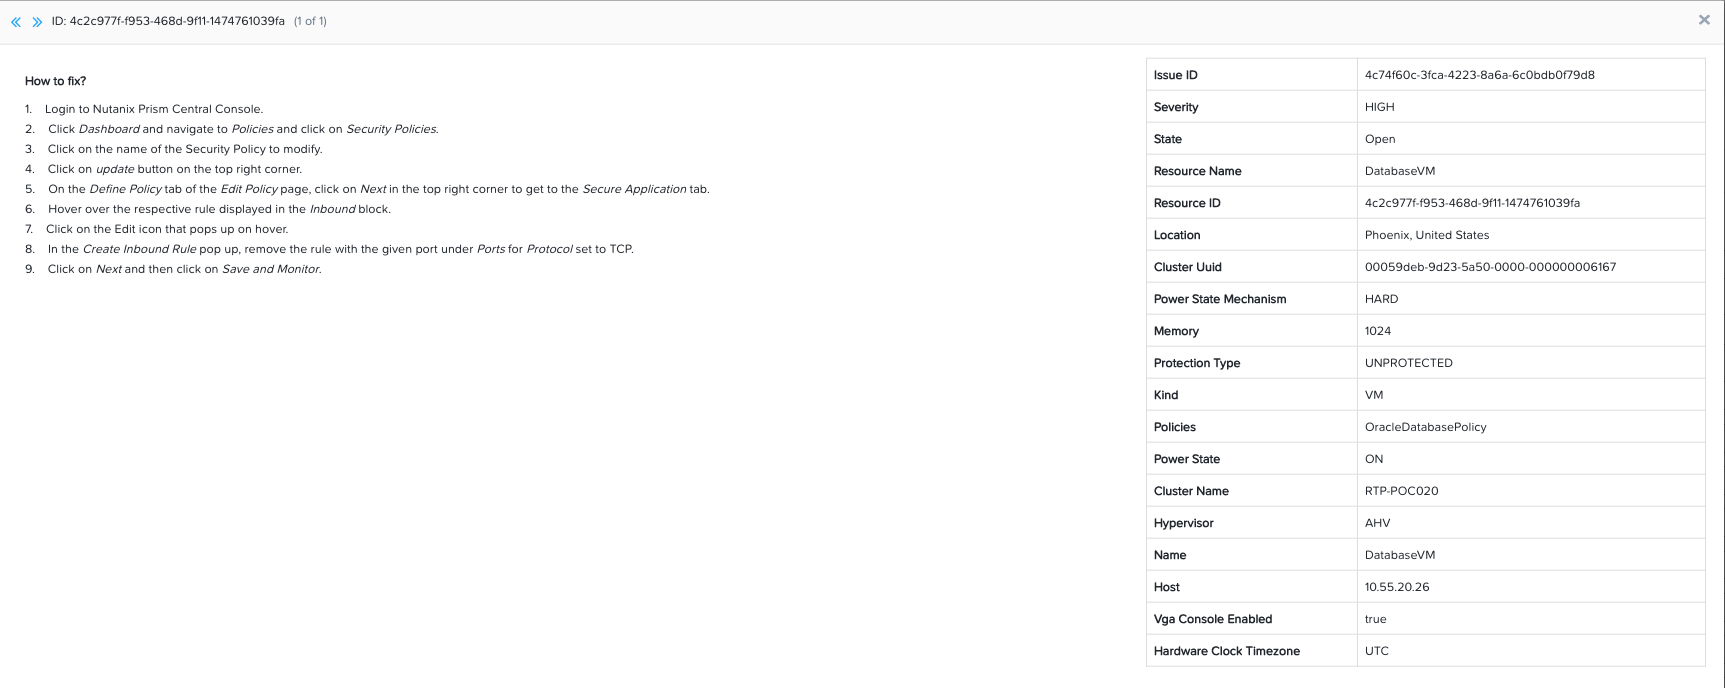 ID: 4c2c977f-f953-468d-9f11-1474761039fa (1 of 1)
How to fix?
1. Login to Nutanix Prism Central Console.
2. Click Dashboard and navigate to Policies and click on Security Policies.
3. Click on the name of the Security Policy to modify.
4. Click on update button on the top right corner.
5. On the Define Policy tab of the Edit Policy page, click on Next in the top right corner to get to the Secure Application tab.
6. Hover over the respective rule displayed in the Inbound block.
7. Click on the Edit icon that pops up on hover.
8. In the Create Inbound Rule pop up, remove the rule with the given port under Ports for Protocol set to TCP.
9. Click on Next and then click on Save and Monitor.
Issue ID 4c74f60c-3fca-4223-8a6a-6c0bdb0f79d8
Severity HIGH
State Open
Resource Name DatabaseVM
Resource ID 4c2c977f-f953-468d-9f11-1474761039fa
Location Phoenix, United States
Cluster Uuid 00059deb-9d23-5a50-0000-000000006167
Power State Mechanism HARD
Memory 1024
Protection Type UNPROTECTED
Kind VM
Policies OracleDatabasePolicy
Power State ON
Cluster Name RTP-POC020
Hypervisor AHV
Name DatabaseVM
Host 10.55.20.26
Vga Console Enabled true
Hardware Clock Timezone UTC